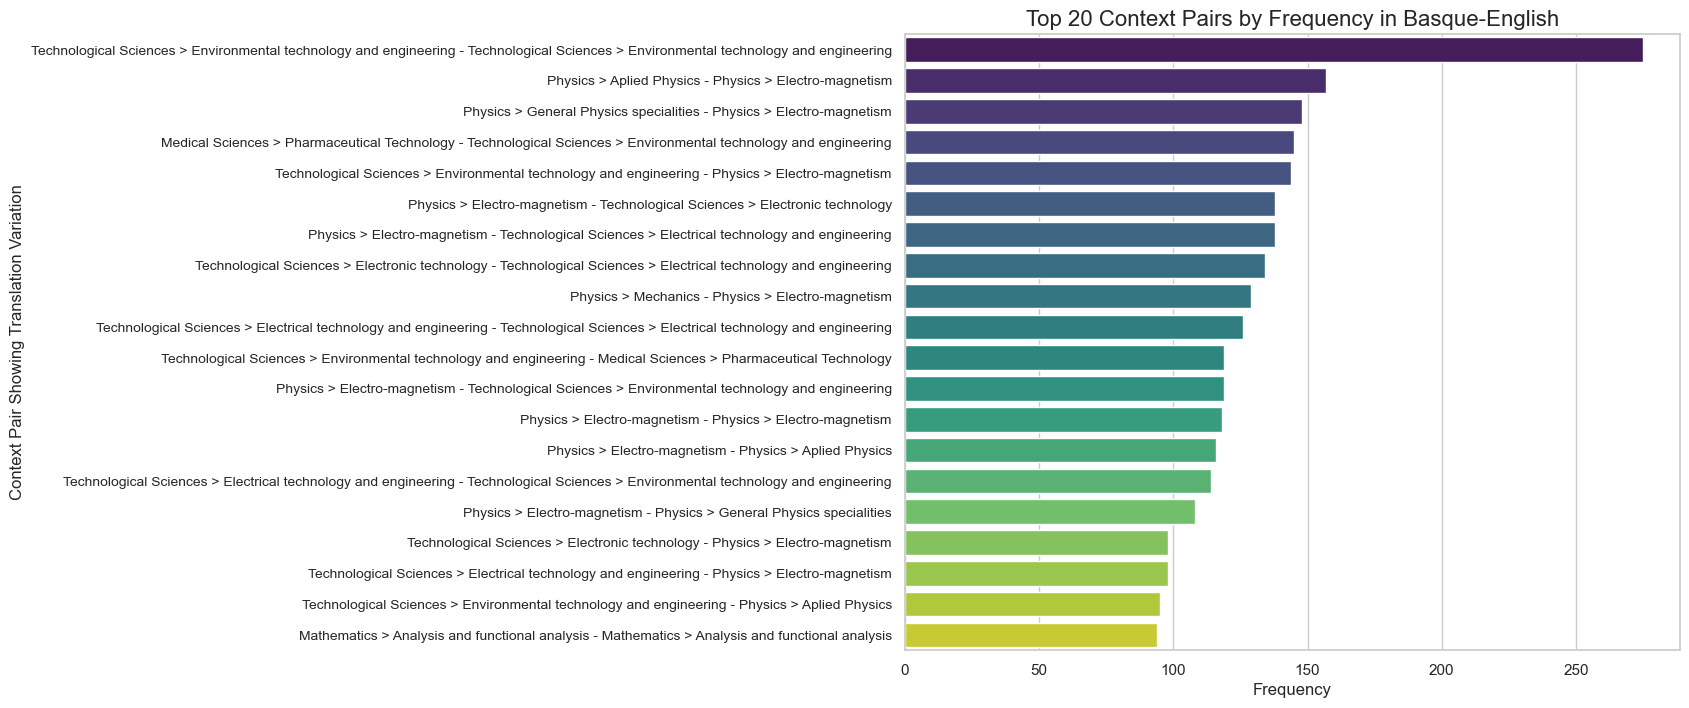 Top 20 Context Pairs by Frequency in Basque-English
Context Pair Showing Translation Variation
Technological Sciences > Environmental technology and engineering - Technological Sciences > Environmental technology and engineering
Physics > Aplied Physics - Physics > Electro-magnetism
Physics > General Physics specialities - Physics > Electro-magnetism
Medical Sciences > Pharmaceutical Technology - Technological Sciences > Environmental technology and engineering
Technological Sciences > Environmental technology and engineering - Physics > Electro-magnetism
Physics > Electro-magnetism - Technological Sciences > Electronic technology
Physics > Electro-magnetism - Technological Sciences > Electrical technology and engineering
Technological Sciences > Electronic technology - Technological Sciences > Electrical technology and engineering
Physics > Mechanics - Physics > Electro-magnetism
Technological Sciences > Electrical technology and engineering - Technological Sciences > Electrical technology and engineering
Technological Sciences > Environmental technology and engineering - Medical Sciences > Pharmaceutical Technology
Physics > Electro-magnetism - Technological Sciences > Environmental technology and engineering
Physics > Electro-magnetism - Physics > Electro-magnetism
Physics > Electro-magnetism - Physics > Aplied Physics
Technological Sciences > Electrical technology and engineering - Technological Sciences > Environmental technology and engineering
Physics > Electro-magnetism - Physics > General Physics specialities
Technological Sciences > Electronic technology - Physics > Electro-magnetism
Technological Sciences > Electrical technology and engineering - Physics > Electro-magnetism
Technological Sciences > Environmental technology and engineering - Physics > Aplied Physics
Mathematics > Analysis and functional analysis - Mathematics > Analysis and functional analysis
0 50 100 150 200 250
Frequency